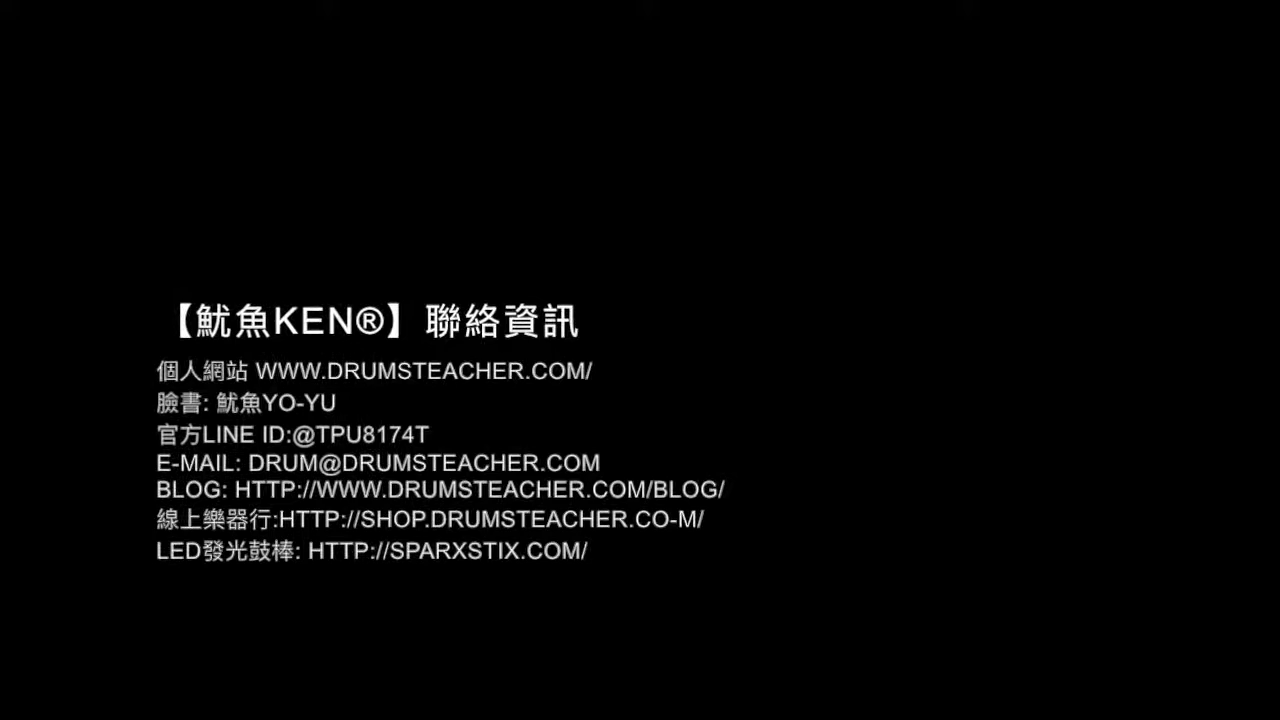 【魷魚KEN®】聯絡資訊
個人網站 WWW.DRUMSTEACHER.COM/
臉書: 魷魚YO-YU
官方LINE ID:@TPU8174T
E-MAIL: DRUM@DRUMSTEACHER.COM
BLOG: HTTP://WWW.DRUMSTEACHER.COM/BLOG/
線上樂器行:HTTP://SHOP.DRUMSTEACHER.CO-M/
LED發光鼓棒: HTTP://SPARXSTIX.COM/